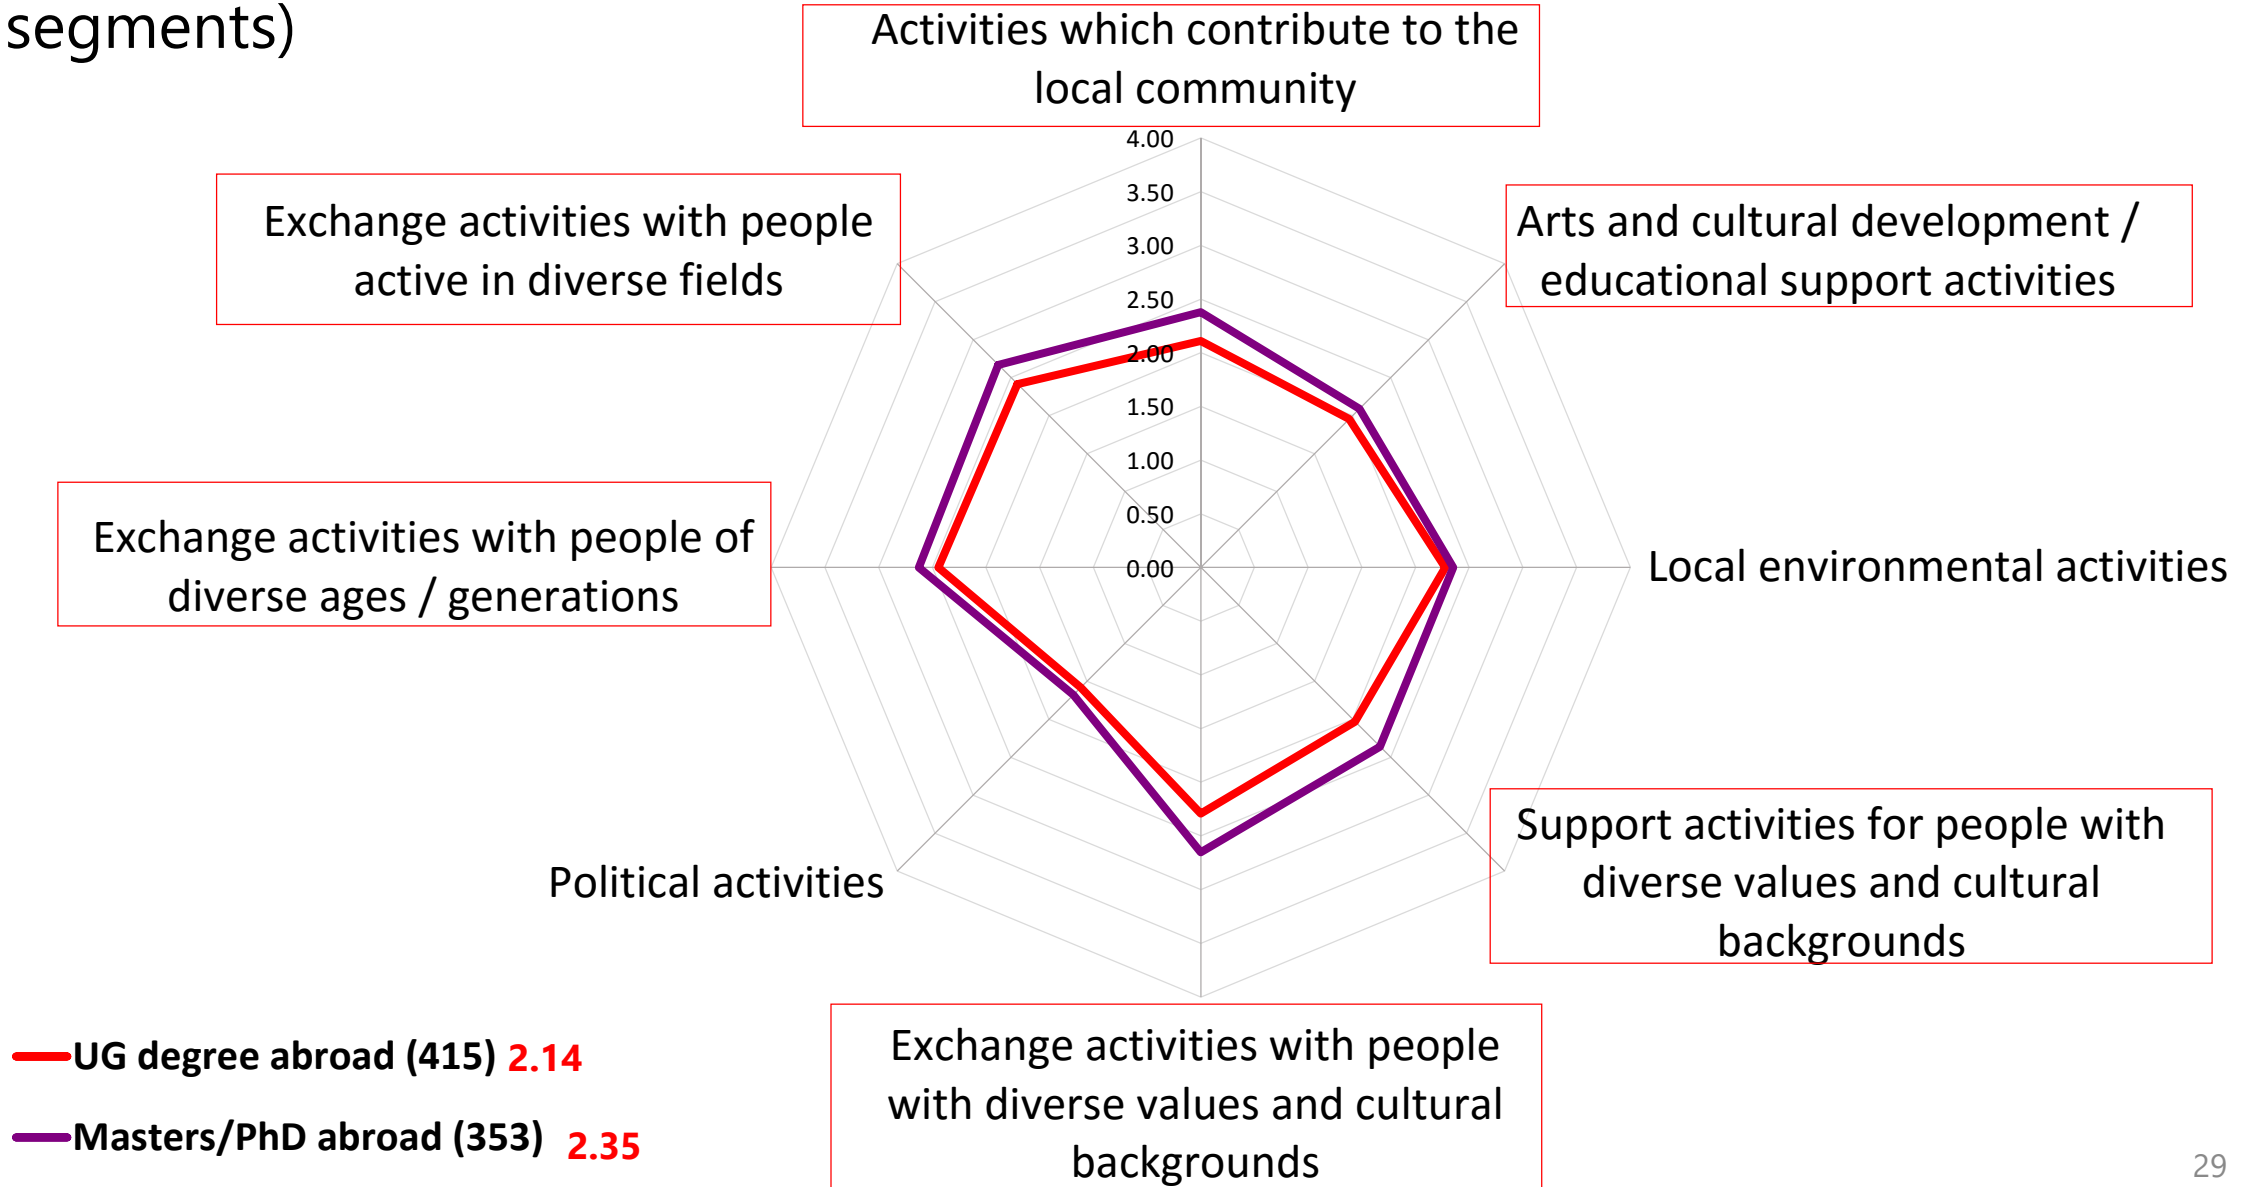 segments)
Activities which contribute to the
local community
Exchange activities with people
active in diverse fields
Arts and cultural development /
educational support activities
4.00
3.50
3.00
2.50
2.00
1.50
1.00
0.50
0.00
Exchange activities with people of
diverse ages / generations
Local environmental activities
Political activities
Support activities for people with
diverse values and cultural
backgrounds
Exchange activities with people
with diverse values and cultural
backgrounds
UG degree abroad (415) 2.14
Masters/PhD abroad (353) 2.35
29